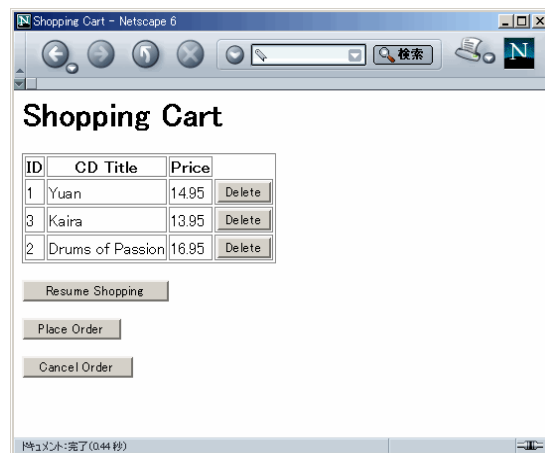 Shopping Cart - Netscape 6
検索
N
Shopping Cart
ID CD Title Price
1 Yuan 14.95 Delete
3 Kaira 13.95 Delete
2 Drums of Passion 16.95 Delete
Resume Shopping
Place Order
Cancel Order
ドキュメント:完了(0.44 秒)